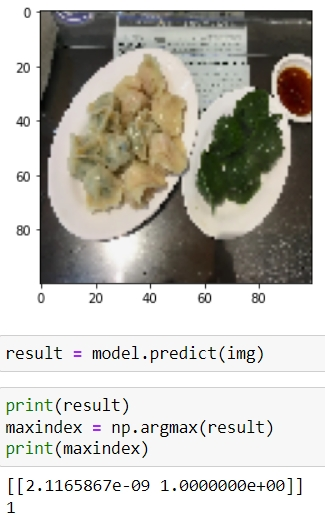 0
20
40
60
80
0 20 40 60 80
result = model.predict(img)
print(result)
maxindex = np.argmax(result)
print(maxindex)
[[2.1165867e-09 1.0000000e+00]]
1